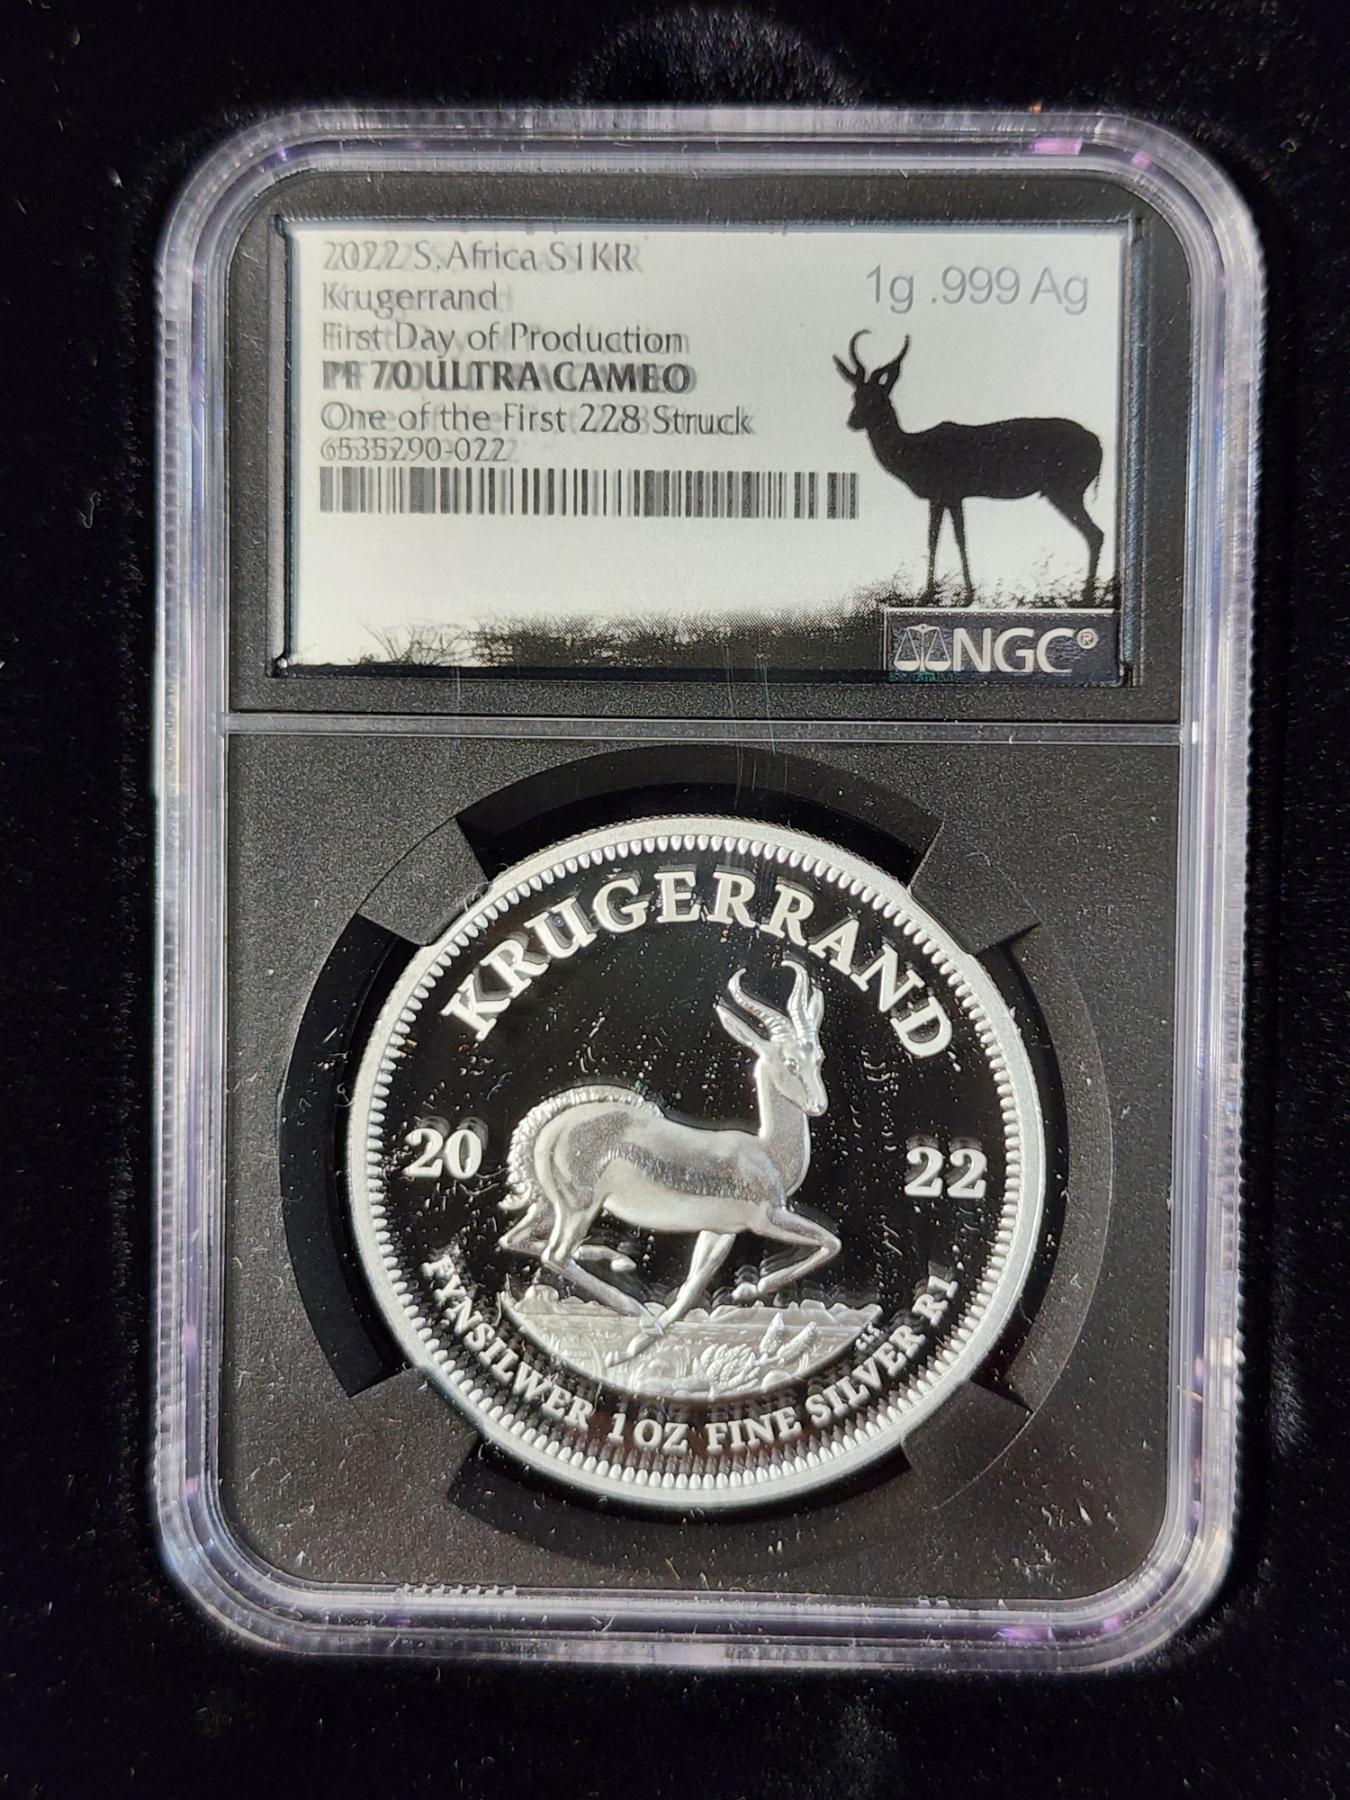 2022 S.Africa S1KR
Krugerrand
First Day of Production
PF 70 ULTRA CAMEO
One of the First 228 Struck
6535290-022
1g .999 Ag
NGC®
KRUGERRAND
20 22
FYNSILWER 1 OZ FINE SILVER R1